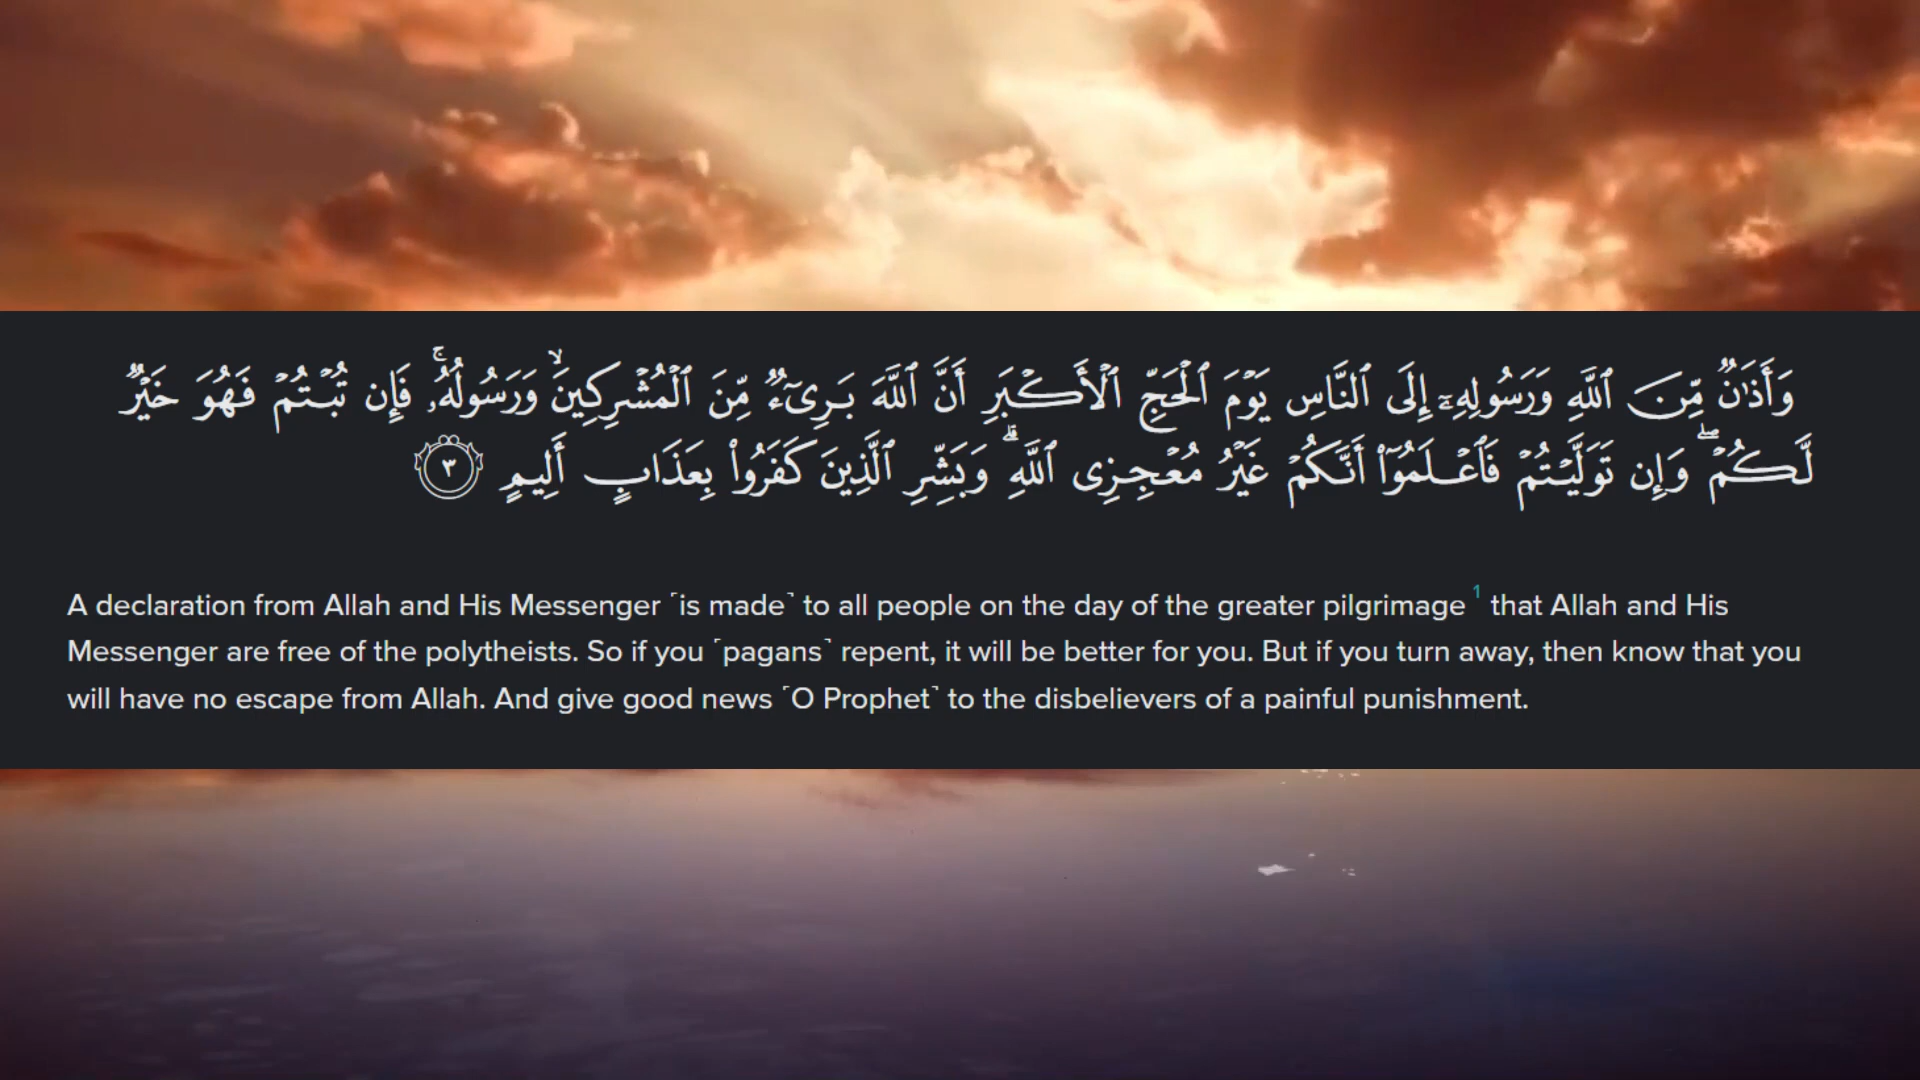 وَأَذَٰنٌ مِّنَ ٱللَّهِ وَرَسُولِهِۦٓ إِلَى ٱلنَّاسِ يَوْمَ ٱلْحَجِّ ٱلْأَكْبَرِ أَنَّ ٱللَّهَ بَرِىٓءٌ مِّنَ ٱلْمُشْرِكِينَ ۙ وَرَسُولُهُۥ ۚ فَإِن تُبْتُمْ فَهُوَ خَيْرٌ
لَّكُمْ ۖ وَإِن تَوَلَّيْتُمْ فَٱعْلَمُوٓا۟ أَنَّكُمْ غَيْرُ مُعْجِزِى ٱللَّهِ ۗ وَبَشِّرِ ٱلَّذِينَ كَفَرُوا۟ بِعَذَابٍ أَلِيمٍ ٣
A declaration from Allah and His Messenger ˹is made˺ to all people on the day of the greater pilgrimage 1 that Allah and His
Messenger are free of the polytheists. So if you ˹pagans˺ repent, it will be better for you. But if you turn away, then know that you
will have no escape from Allah. And give good news ˹O Prophet˺ to the disbelievers of a painful punishment.